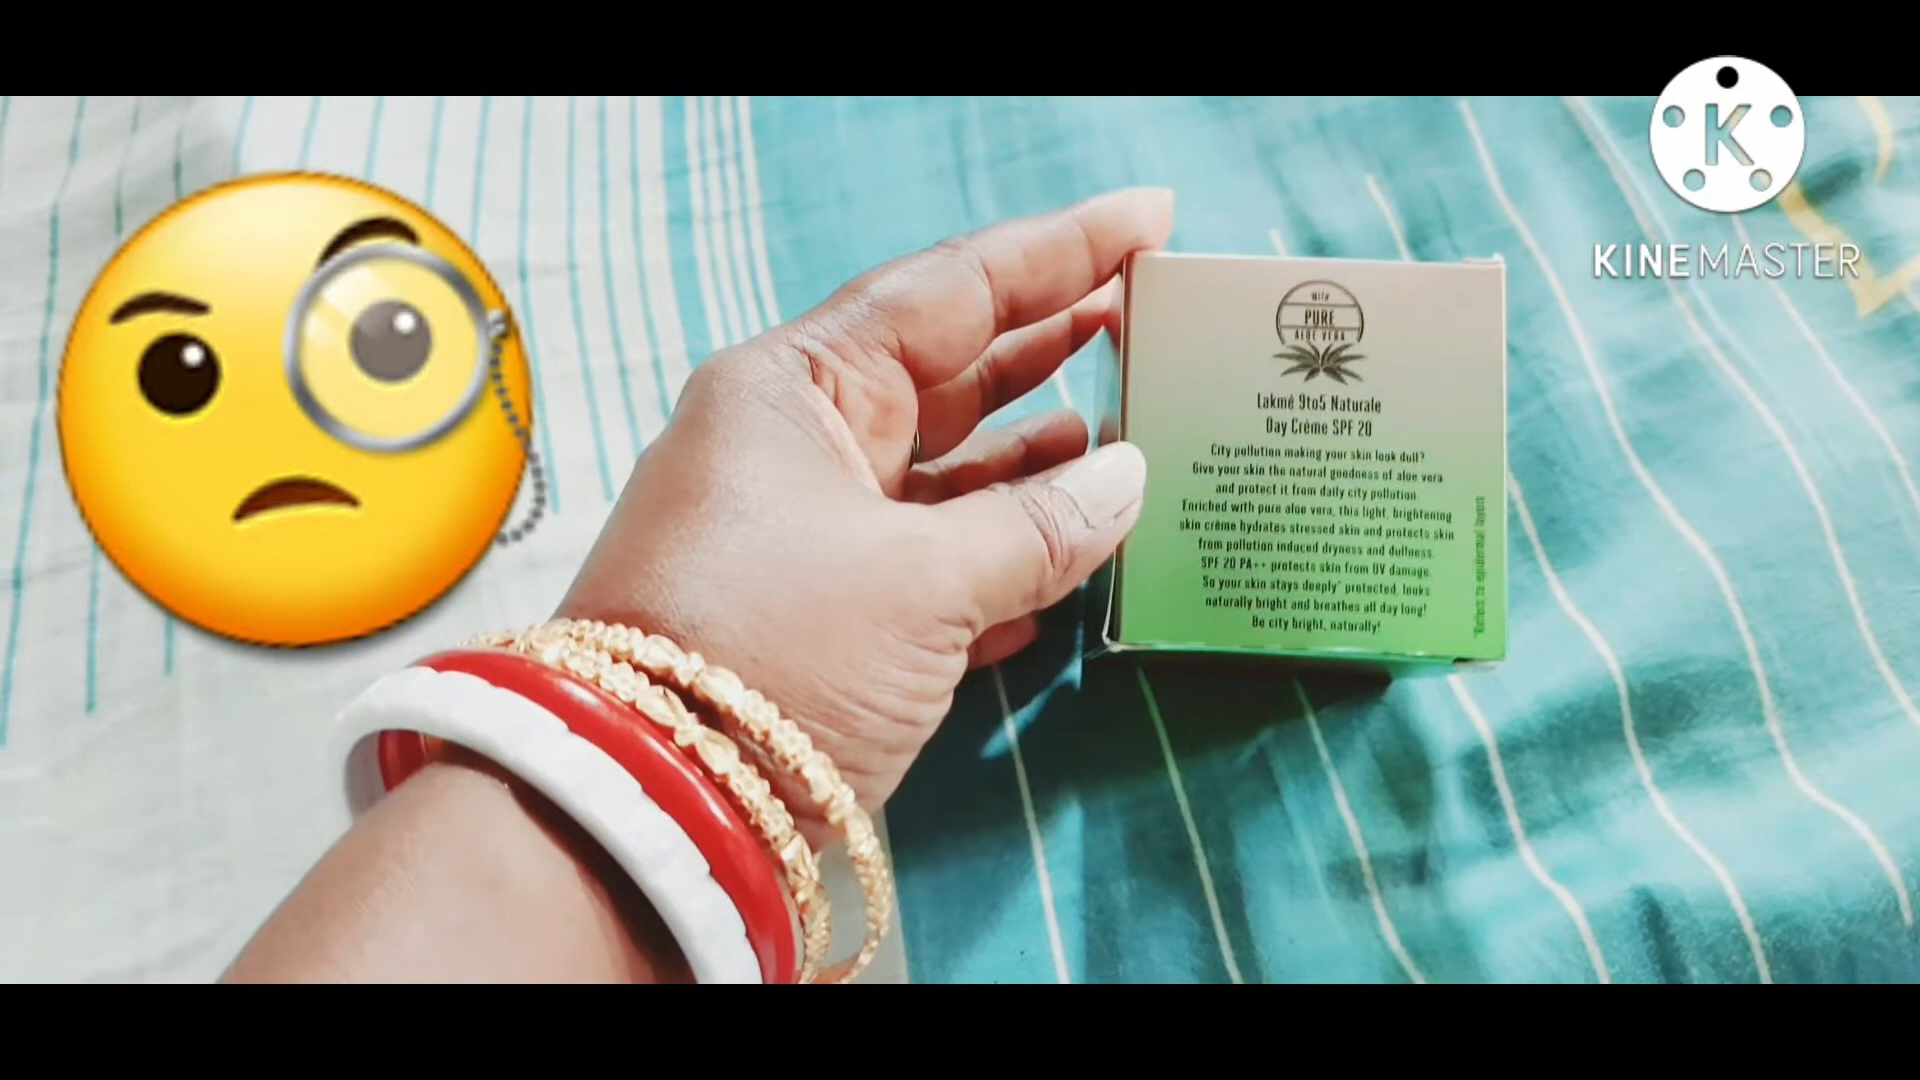 K
KINEMASTER
with
PURE
ALOE VERA
Lakmé 9to5 Naturale
Day Crème SPF 20
City pollution making your skin look dull?
Give your skin the natural goodness of aloe vera
and protect it from daily city pollution.
Enriched with pure aloe vera, this light, brightening
skin crème hydrates stressed skin and protects skin
from pollution induced dryness and dullness.
SPF 20 PA++ protects skin from UV damage.
So your skin stays deeply* protected, looks
naturally bright and breathes all day long!
Be city bright, naturally!
*Refers to epidermal layers